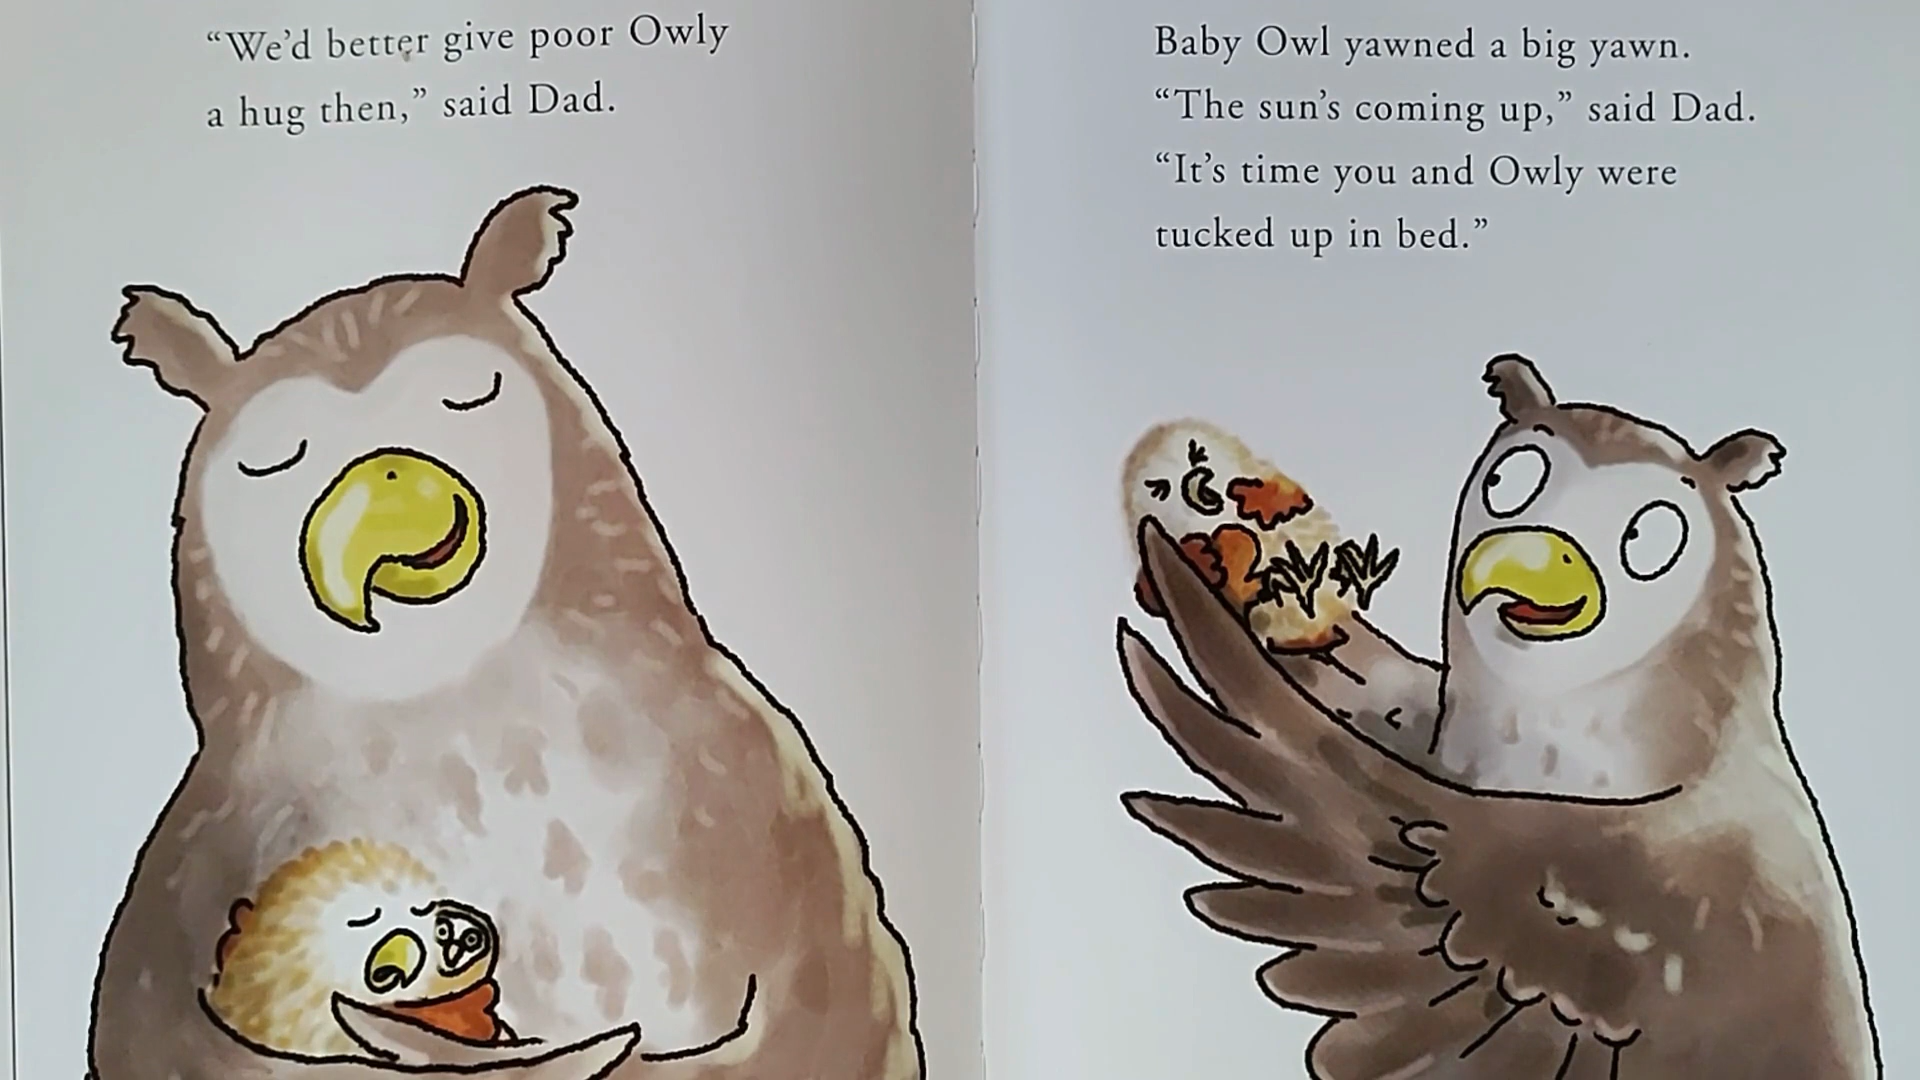 “We’d better give poor Owly
a hug then,” said Dad.
Baby Owl yawned a big yawn.
“The sun’s coming up,” said Dad.
“It’s time you and Owly were
tucked up in bed.”